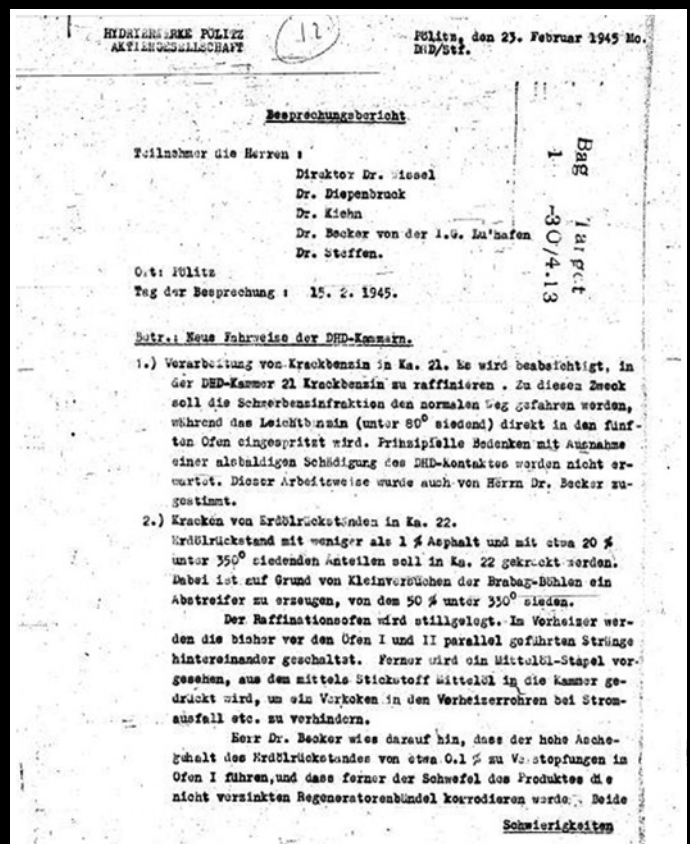 HYDRIERWERKE PÖLITZ
AKTIENGESELLSCHAFT
12
Pölitz, den 23. Februar 1945 Mo.
DHD/Stf.
Besprechungsbericht
Teilnehmer die Herren :
Direktor Dr.
Dr. Diepenbruck
Dr. Kiehn
Dr. Becker von der I.G. Lu'hafen
Dr. Steffen.
Ort: Pölitz
Tag der Besprechung : 15. 2. 1945.
Bag Target
1 -30/4.13
Betr.: Neue Fahrweise der DHD-Kammern.
1.) Verarbeitung von Krackbenzin in Ka. 21. Es wird beabsichtigt, in
der DHD-Kammer 21 Krackbenzin zu raffinieren . Zu diesem Zweck
soll die Schwerbenzinfraktion den normalen Weg gefahren werden,
während das Leichtbenzin (unter 80° siedend) direkt in den fünf-
ten Ofen eingespritzt wird. Prinzipielle Bedenken mit Ausnahme
einer alsbaldigen Schädigung des DHD-Kontaktes werden nicht er-
wartet. Dieser Arbeitsweise wurde auch von Herrn Dr. Becker zu-
gestimmt.
2.) Kracken von Erdölrückständen in Ka. 22.
Erdölrückstand mit weniger als 1 % Asphalt und mit etwa 20 %
unter 350° siedenden Anteilen soll in Ka. 22 gekrackt werden.
Dabei ist auf Grund von Kleinversuchen der Brabag-Böhlen ein
Abstreifer zu erzeugen, von dem 50 % unter 330° sieden.
Der Raffinationsofen wird stillgelegt. Im Vorheizer wer-
den die bisher vor den Öfen I und II parallel geführten Stränge
hintereinander geschaltet. Ferner wird ein Mittelöl-Stapel vor-
gesehen, aus dem mittels Stickstoff Mittelöl in die Kammer ge-
drückt wird, um ein Verkoken in den Vorheizerrohren bei Strom-
ausfall etc. zu verhindern.
Herr Dr. Becker wies darauf hin, dass der hohe Asche-
gehalt des Erdölrückstandes von etwa 0.1 % zu Verstopfungen in
Ofen I führen,und dass ferner der Schwefel des Produktes die
nicht verzinkten Regeneratorenbündel korrodieren werde. Beide
Schwierigkeiten